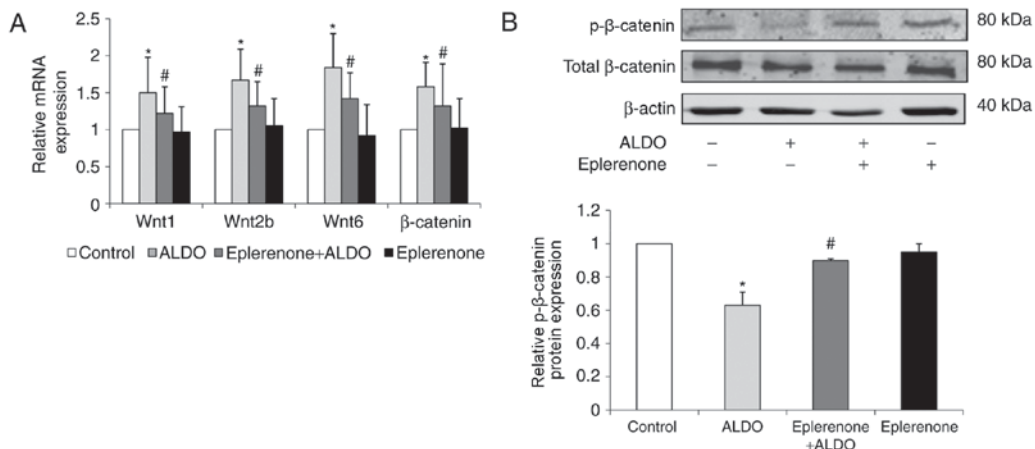 A
Relative mRNA
expression
2.5
2
1.5
1
0.5
0
* # * # * # * #
Wnt1 Wnt2b Wnt6 β-catenin
Control ALDO Eplerenone+ALDO Eplerenone
B
p-β-catenin 80 kDa
Total β-catenin 80 kDa
β-actin 40 kDa
ALDO – + + –
Eplerenone – – + +
Relative p-β-catenin
protein expression
1.2
1
0.8
0.6
0.4
0.2
0
* #
Control ALDO Eplerenone Eplerenone
+ALDO